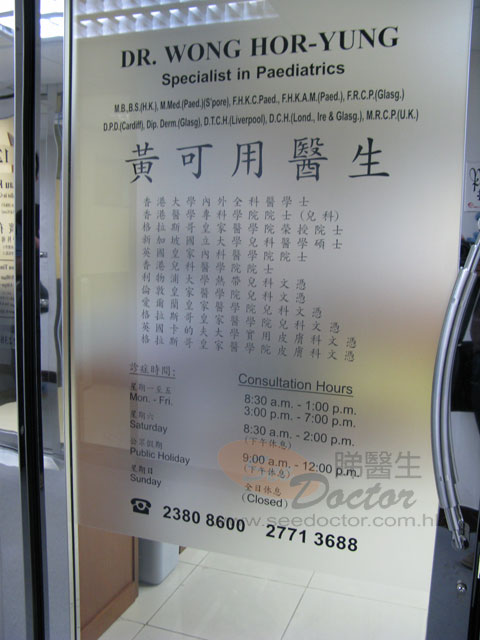 DR. WONG HOR-YUNG
Specialist in Paediatrics
M.B.,B.S.(H.K.), M.Med.(Paed.)(S'pore), F.H.K.C.Paed., F.H.K.A.M.(Paed.), F.R.C.P.(Glasg.)
D.P.D.(Cardiff), Dip. Derm.(Glasg), D.T.C.H.(Liverpool), D.C.H.(Lond., Ire & Glasg.), M.R.C.P.(U.K.)
黃可用醫生
香港大學內外全科醫學士
香港醫學專科學院院士(兒科)
格拉斯哥皇家醫學院榮授院士
新加坡國立大學兒科醫學碩士
英國皇家內科醫學院院士
香港兒科醫學院院士
利物浦大學熱帶兒科文憑
倫敦皇家醫學院兒科文憑
愛爾蘭皇家醫學院兒科文憑
格拉斯哥皇家醫學院兒科文憑
英國卡的夫大學實用皮膚科文憑
格拉斯哥皇家醫學院皮膚科文憑
診症時間:
Consultation Hours
星期一至五
Mon. - Fri.
8:30 a.m. - 1:00 p.m.
3:00 p.m. - 7:00 p.m.
星期六
Saturday
8:30 a.m. - 2:00 p.m.
(下午休息)
公眾假期
Public Holiday
9:00 a.m. - 12:00 p.m.
(下午休息)
星期日
Sunday
全日休息
(Closed)
☎ 2380 8600 2771 3688
睇醫生
Doctor
www.seedoctor.com.h